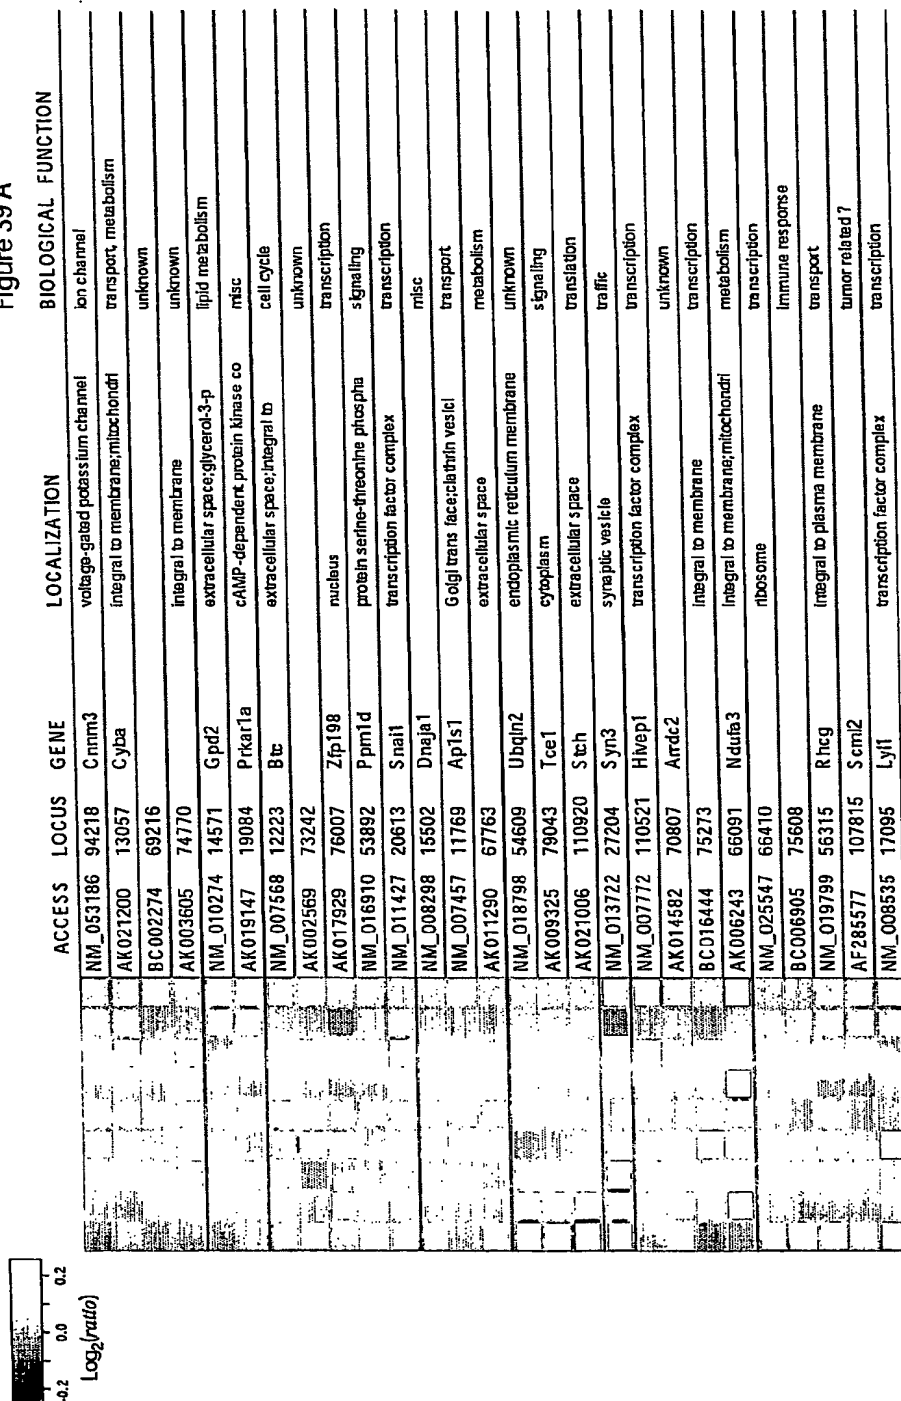 Figure 39 A
ACCESS LOCUS GENE LOCALIZATION BIOLOGICAL FUNCTION
NM_053186 94218 Cnnm3 voltage-gated potassium channel ion channel
AK021200 13057 Cyba integral to membrane;mitochondri transport, metabolism
BC002274 69216 unknown
AK003605 74770 integral to membrane unknown
NM_010274 14571 Gpd2 extracellular space;glycerol-3-p lipid metabolism
AK019147 19084 Prkar1a cAMP-dependent protein kinase co misc
NM_007568 12223 Btc extracellular space;integral to cell cycle
AK002569 73242 unknown
AK017929 76007 Zfp198 nucleus transcription
NM_016910 53892 Ppm1d protein serine-threonine phospha signaling
NM_011427 20613 Snai1 transcription factor complex transcription
NM_008298 15502 Dnaja1 misc
NM_007457 11769 Ap1s1 Golgi trans face;clathrin vesicl transport
AK011290 67763 extracellular space metabolism
NM_018798 54609 Ubqln2 endoplasmic reticulum membrane unknown
AK009325 79043 Tce1 cytoplasm signaling
AK021006 110920 Stch extracellular space translation
NM_013722 27204 Syn3 synaptic vesicle traffic
NM_007772 110521 Hivep1 transcription factor complex transcription
AK014582 70807 Arrdc2 unknown
BC016444 75273 integral to membrane transcription
AK006243 66091 Ndufa3 integral to membrane;mitochondri metabolism
NM_025547 66410 ribosome transcription
BC006905 75608 immune response
NM_019799 56315 Rhcg integral to plasma membrane transport
AF285577 107815 Scml2 tumor related ?
NM_008535 17095 Lyl1 transcription factor complex transcription
-0.2 0.0 0.2
Log2(ratio)